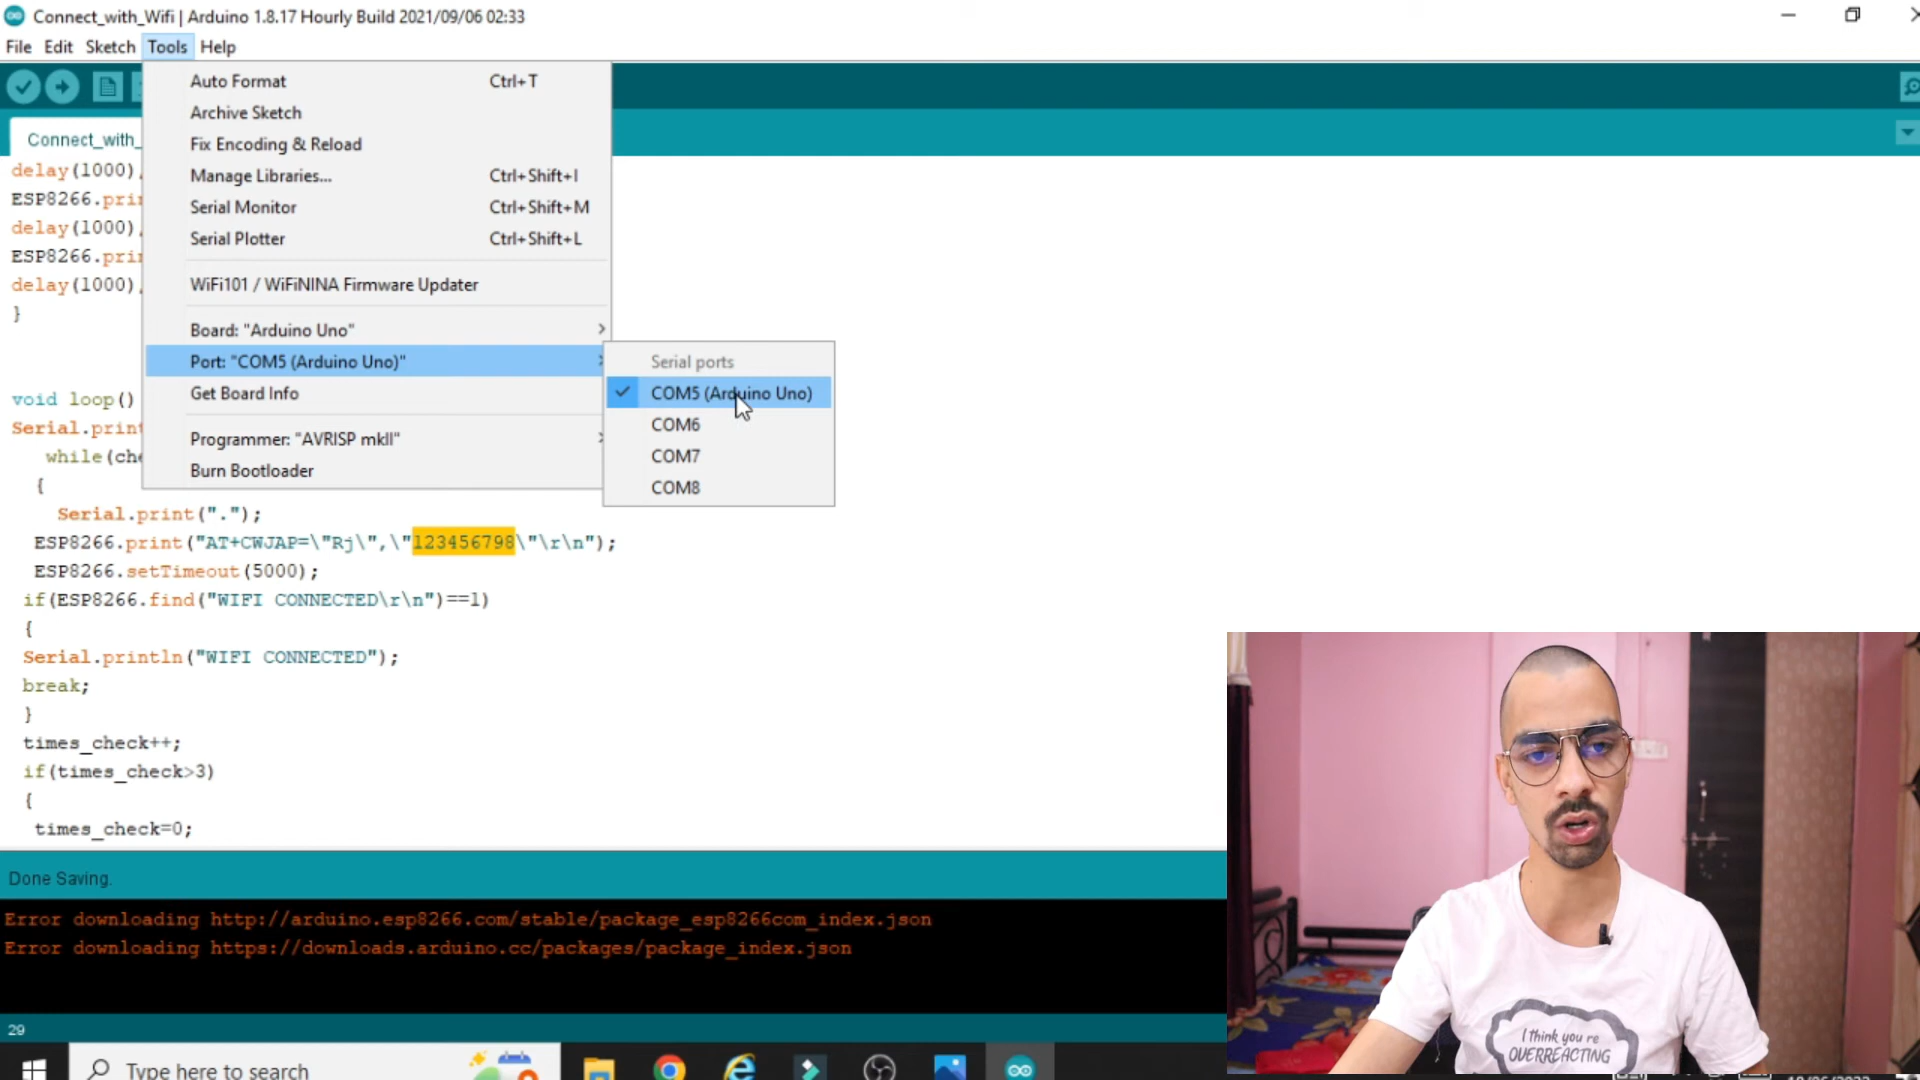 Connect_with_Wifi | Arduino 1.8.17 Hourly Build 2021/09/06 02:33
File Edit Sketch Tools Help
Auto Format Ctrl+T
Archive Sketch
Fix Encoding & Reload
Manage Libraries... Ctrl+Shift+I
Serial Monitor Ctrl+Shift+M
Serial Plotter Ctrl+Shift+L
WiFi101 / WiFiNINA Firmware Updater
Board: "Arduino Uno"
Port: "COM5 (Arduino Uno)"
Get Board Info
Programmer: "AVRISP mkII"
Burn Bootloader
Serial ports
COM5 (Arduino Uno)
COM6
COM7
COM8
Connect_with_
delay(1000)
ESP8266.prin
delay(1000)
ESP8266.prin
delay(1000)
}
void loop()
Serial.print
while(che
{
Serial.print(".");
ESP8266.print("AT+CWJAP=\"Rj\",\"123456798\"\r\n");
ESP8266.setTimeout(5000);
if(ESP8266.find("WIFI CONNECTED\r\n")==1)
{
Serial.println("WIFI CONNECTED");
break;
}
times_check++;
if(times_check>3)
{
times_check=0;
Done Saving.
Error downloading http://arduino.esp8266.com/stable/package_esp8266com_index.json
Error downloading https://downloads.arduino.cc/packages/package_index.json
29
Type here to search
I think you're
OVERREACTING